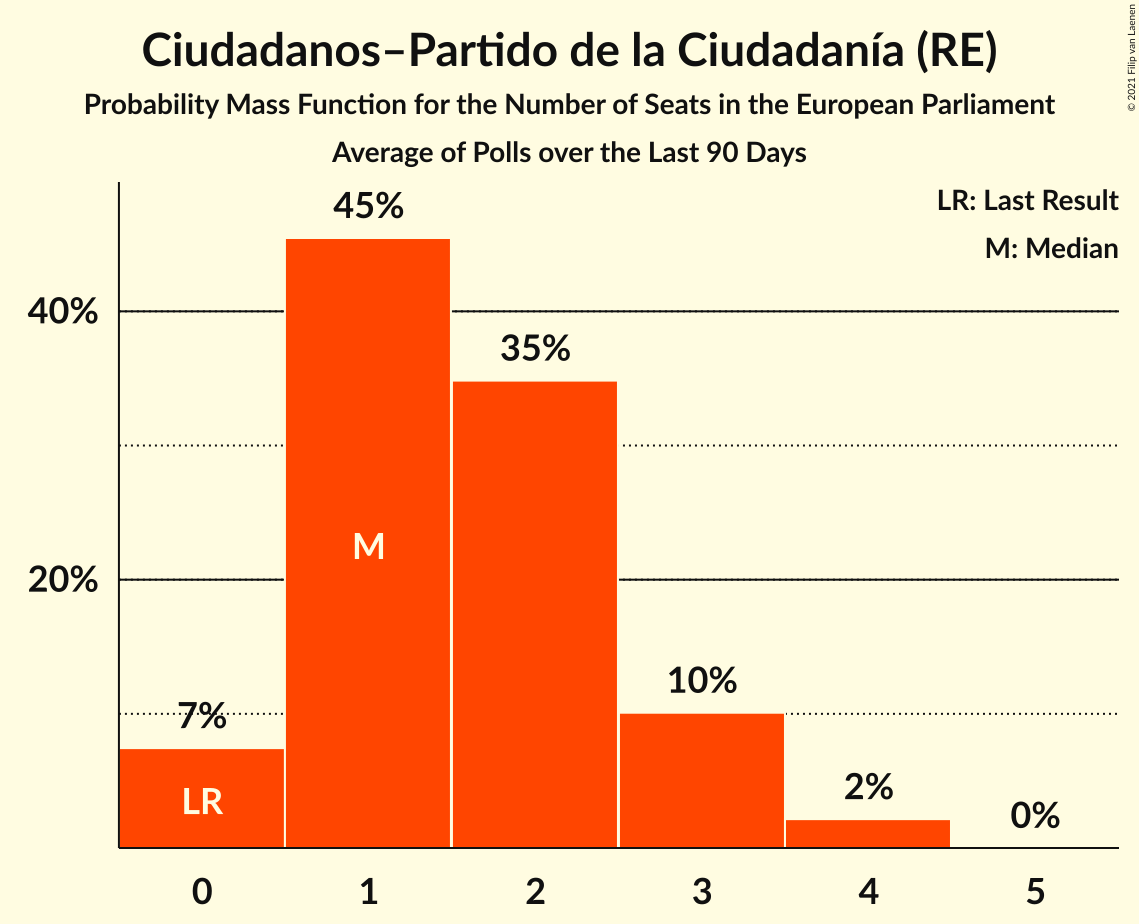 Ciudadanos–Partido de la Ciudadanía (RE)
Probability Mass Function for the Number of Seats in the European Parliament
Average of Polls over the Last 90 Days
© 2021 Filip van Laenen
LR: Last Result
M: Median
45%
40%
35%
M
20%
10%
7%
LR
2%
0%
0 1 2 3 4 5